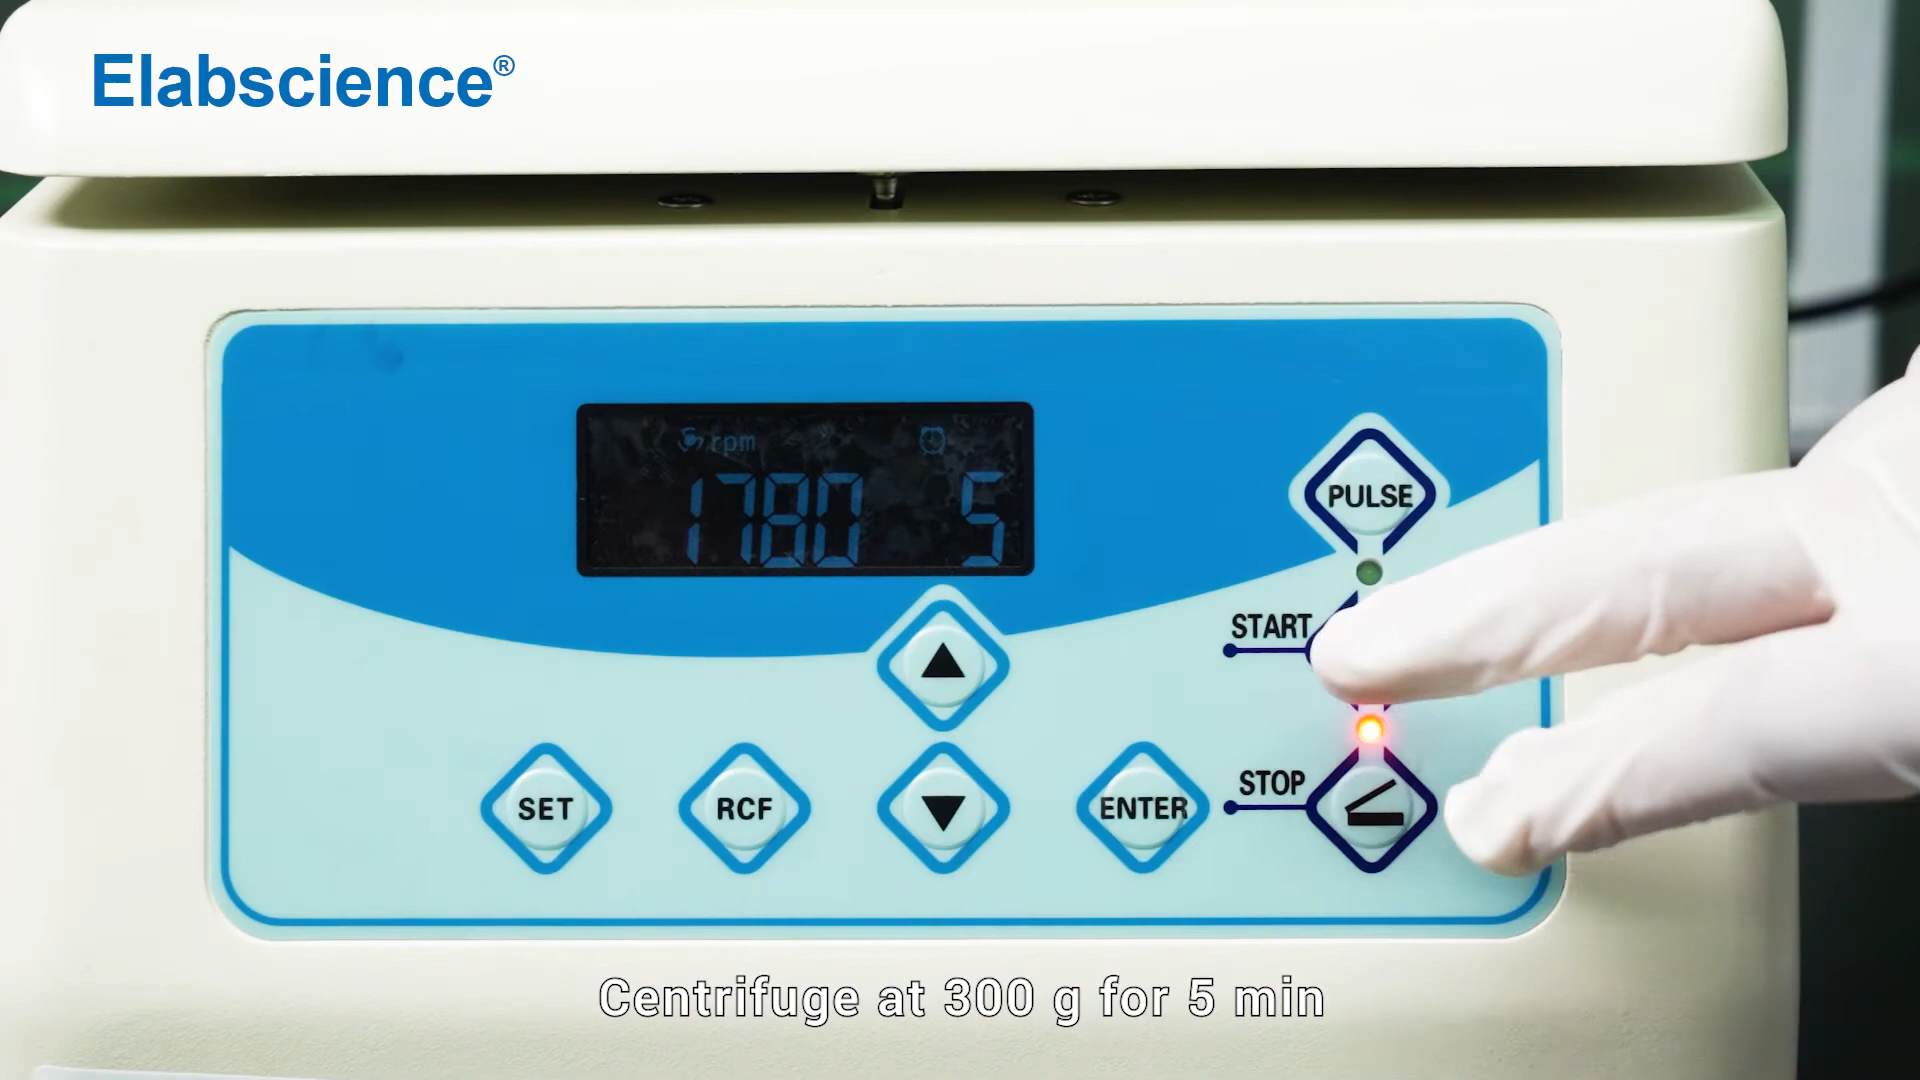 Elabscience®
rpm
1780 5
PULSE
START
STOP
SET
RCF
ENTER
Centrifuge at 300 g for 5 min